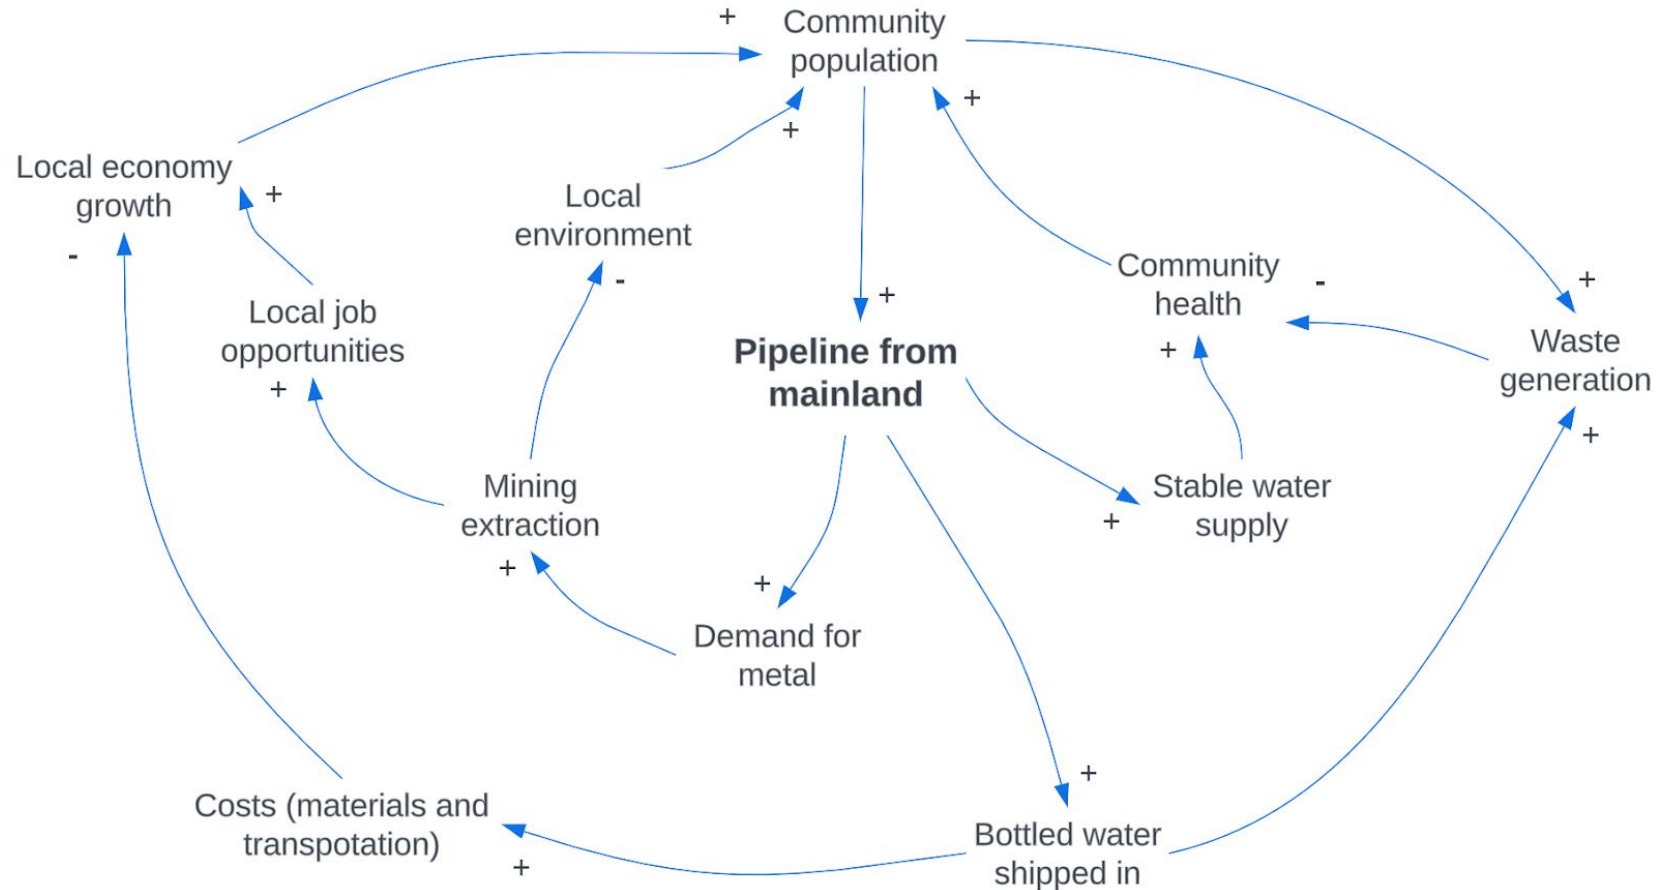 +
Community
population
+
+
Local economy
growth
+
-
Local
environment
-
Community
health
-
+
+
Waste
generation
+
Local job
opportunities
+
+
Pipeline from
mainland
Mining
extraction
+
Stable water
supply
+
+
Demand for
metal
+
Costs (materials and
transpotation)
+
Bottled water
shipped in